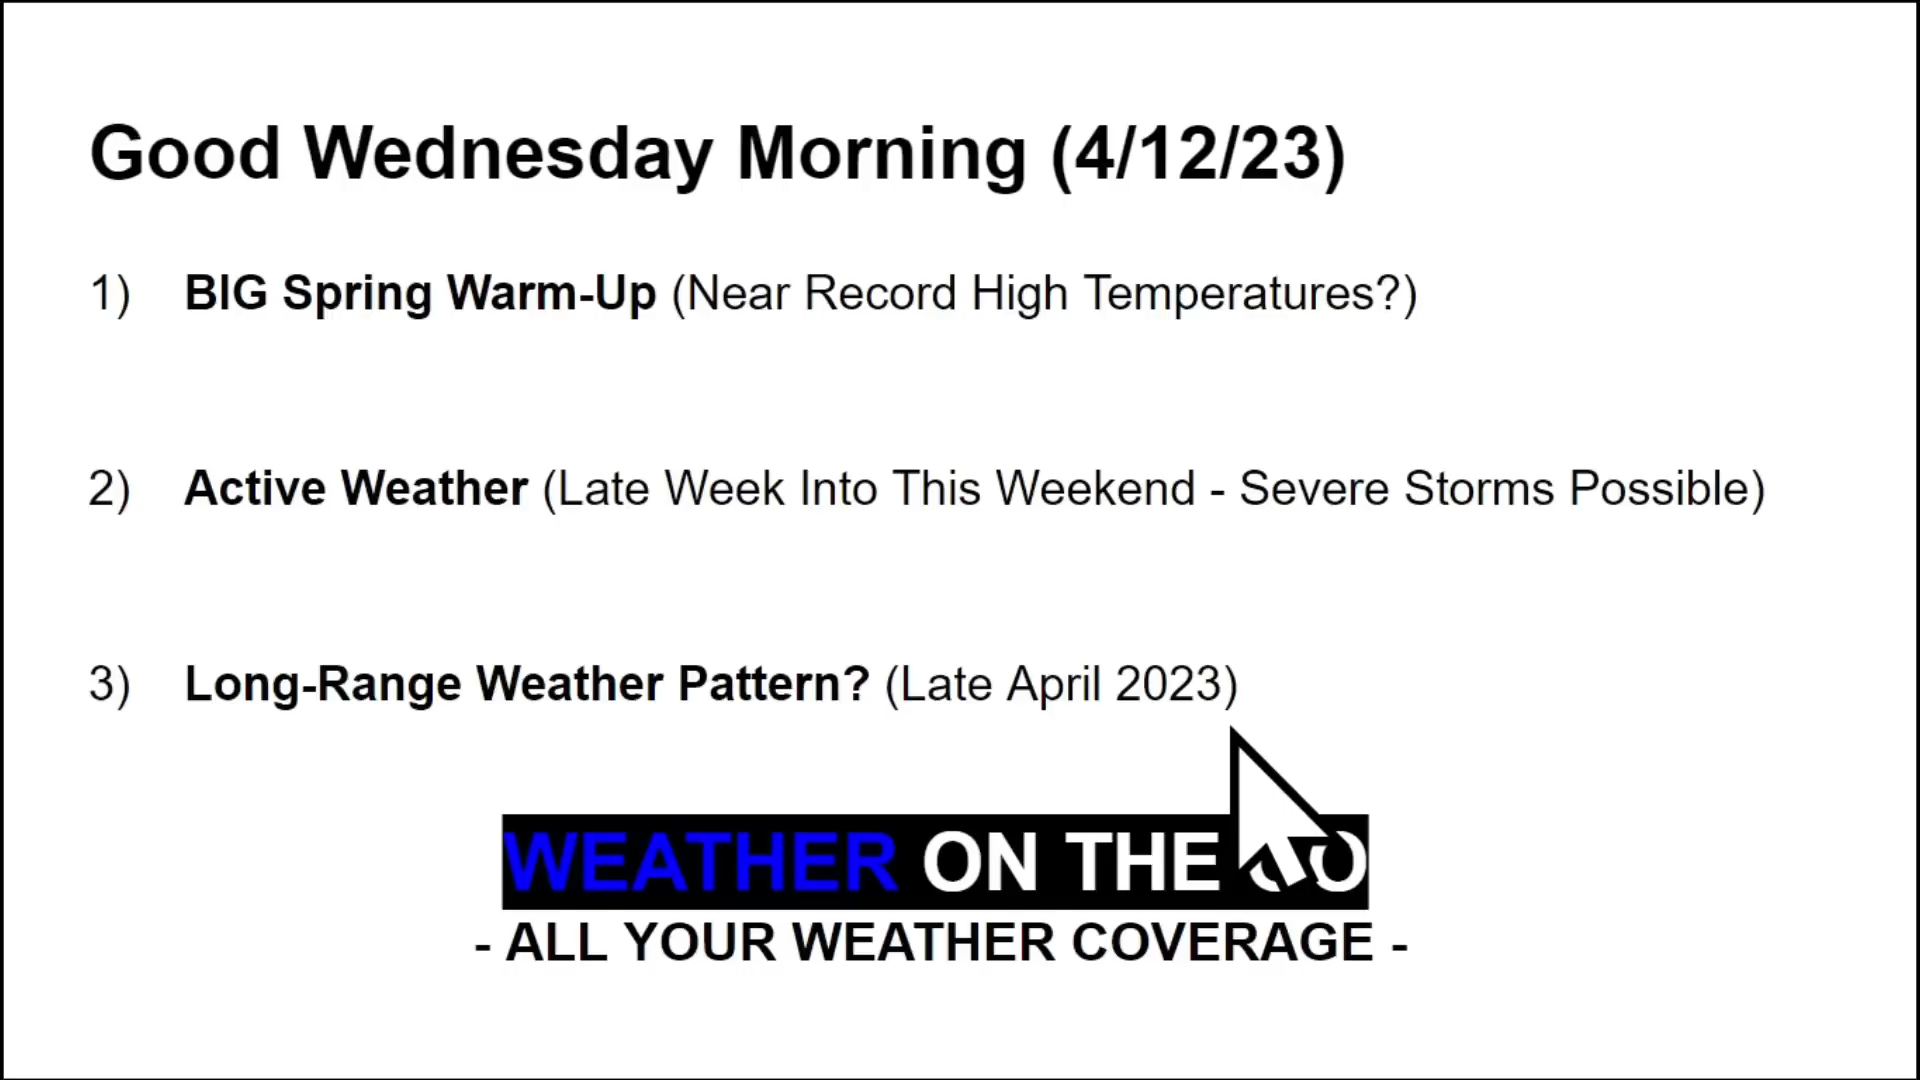 Good Wednesday Morning (4/12/23)
1) BIG Spring Warm-Up (Near Record High Temperatures?)
2) Active Weather (Late Week Into This Weekend - Severe Storms Possible)
3) Long-Range Weather Pattern? (Late April 2023)
WEATHER ON THE
- ALL YOUR WEATHER COVERAGE -